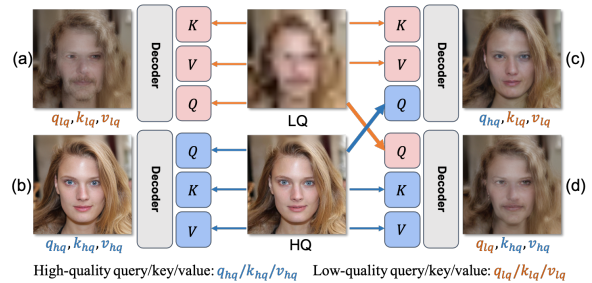 (a)
Decoder
K
V
Q
q_lq, k_lq, v_lq
LQ
K
V
Q
Decoder
(c)
q_hq, k_lq, v_lq
(b)
Decoder
Q
K
V
q_hq, k_hq, v_hq
HQ
Q
K
V
Decoder
(d)
q_lq, k_hq, v_hq
High-quality query/key/value: q_hq/k_hq/v_hq Low-quality query/key/value: q_lq/k_lq/v_lq